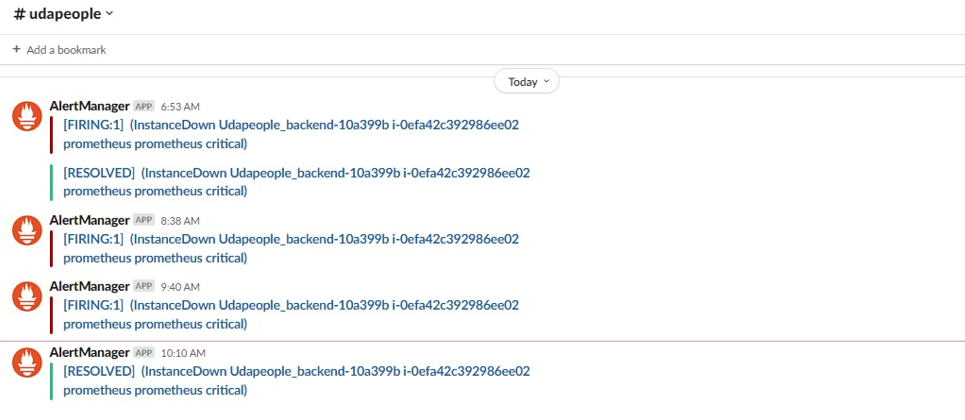 # udapeople
+ Add a bookmark
Today
AlertManager APP 6:53 AM
[FIRING:1] (InstanceDown Udapeople_backend-10a399b i-0efa42c392986ee02
prometheus prometheus critical)
[RESOLVED] (InstanceDown Udapeople_backend-10a399b i-0efa42c392986ee02
prometheus prometheus critical)
AlertManager APP 8:38 AM
[FIRING:1] (InstanceDown Udapeople_backend-10a399b i-0efa42c392986ee02
prometheus prometheus critical)
AlertManager APP 9:40 AM
[FIRING:1] (InstanceDown Udapeople_backend-10a399b i-0efa42c392986ee02
prometheus prometheus critical)
AlertManager APP 10:10 AM
[RESOLVED] (InstanceDown Udapeople_backend-10a399b i-0efa42c392986ee02
prometheus prometheus critical)